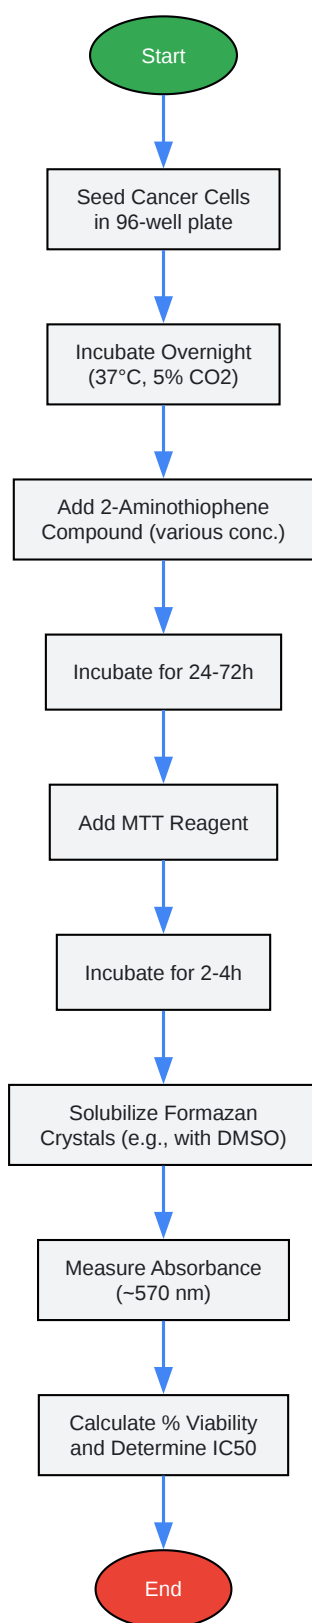 Start
Seed Cancer Cells
in 96-well plate
Incubate Overnight
(37°C, 5% CO2)
Add 2-Aminothiophene
Compound (various conc.)
Incubate for 24-72h
Add MTT Reagent
Incubate for 2-4h
Solubilize Formazan
Crystals (e.g., with DMSO)
Measure Absorbance
(~570 nm)
Calculate % Viability
and Determine IC50
End